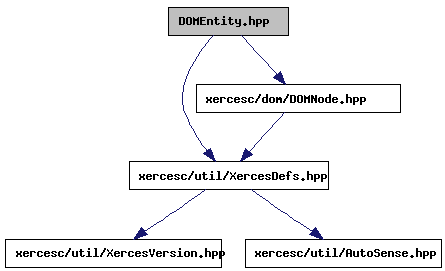 DOMEntity.hpp
xercesc/dom/DOMNode.hpp
xercesc/util/XercesDefs.hpp
xercesc/util/XercesVersion.hpp
xercesc/util/AutoSense.hpp